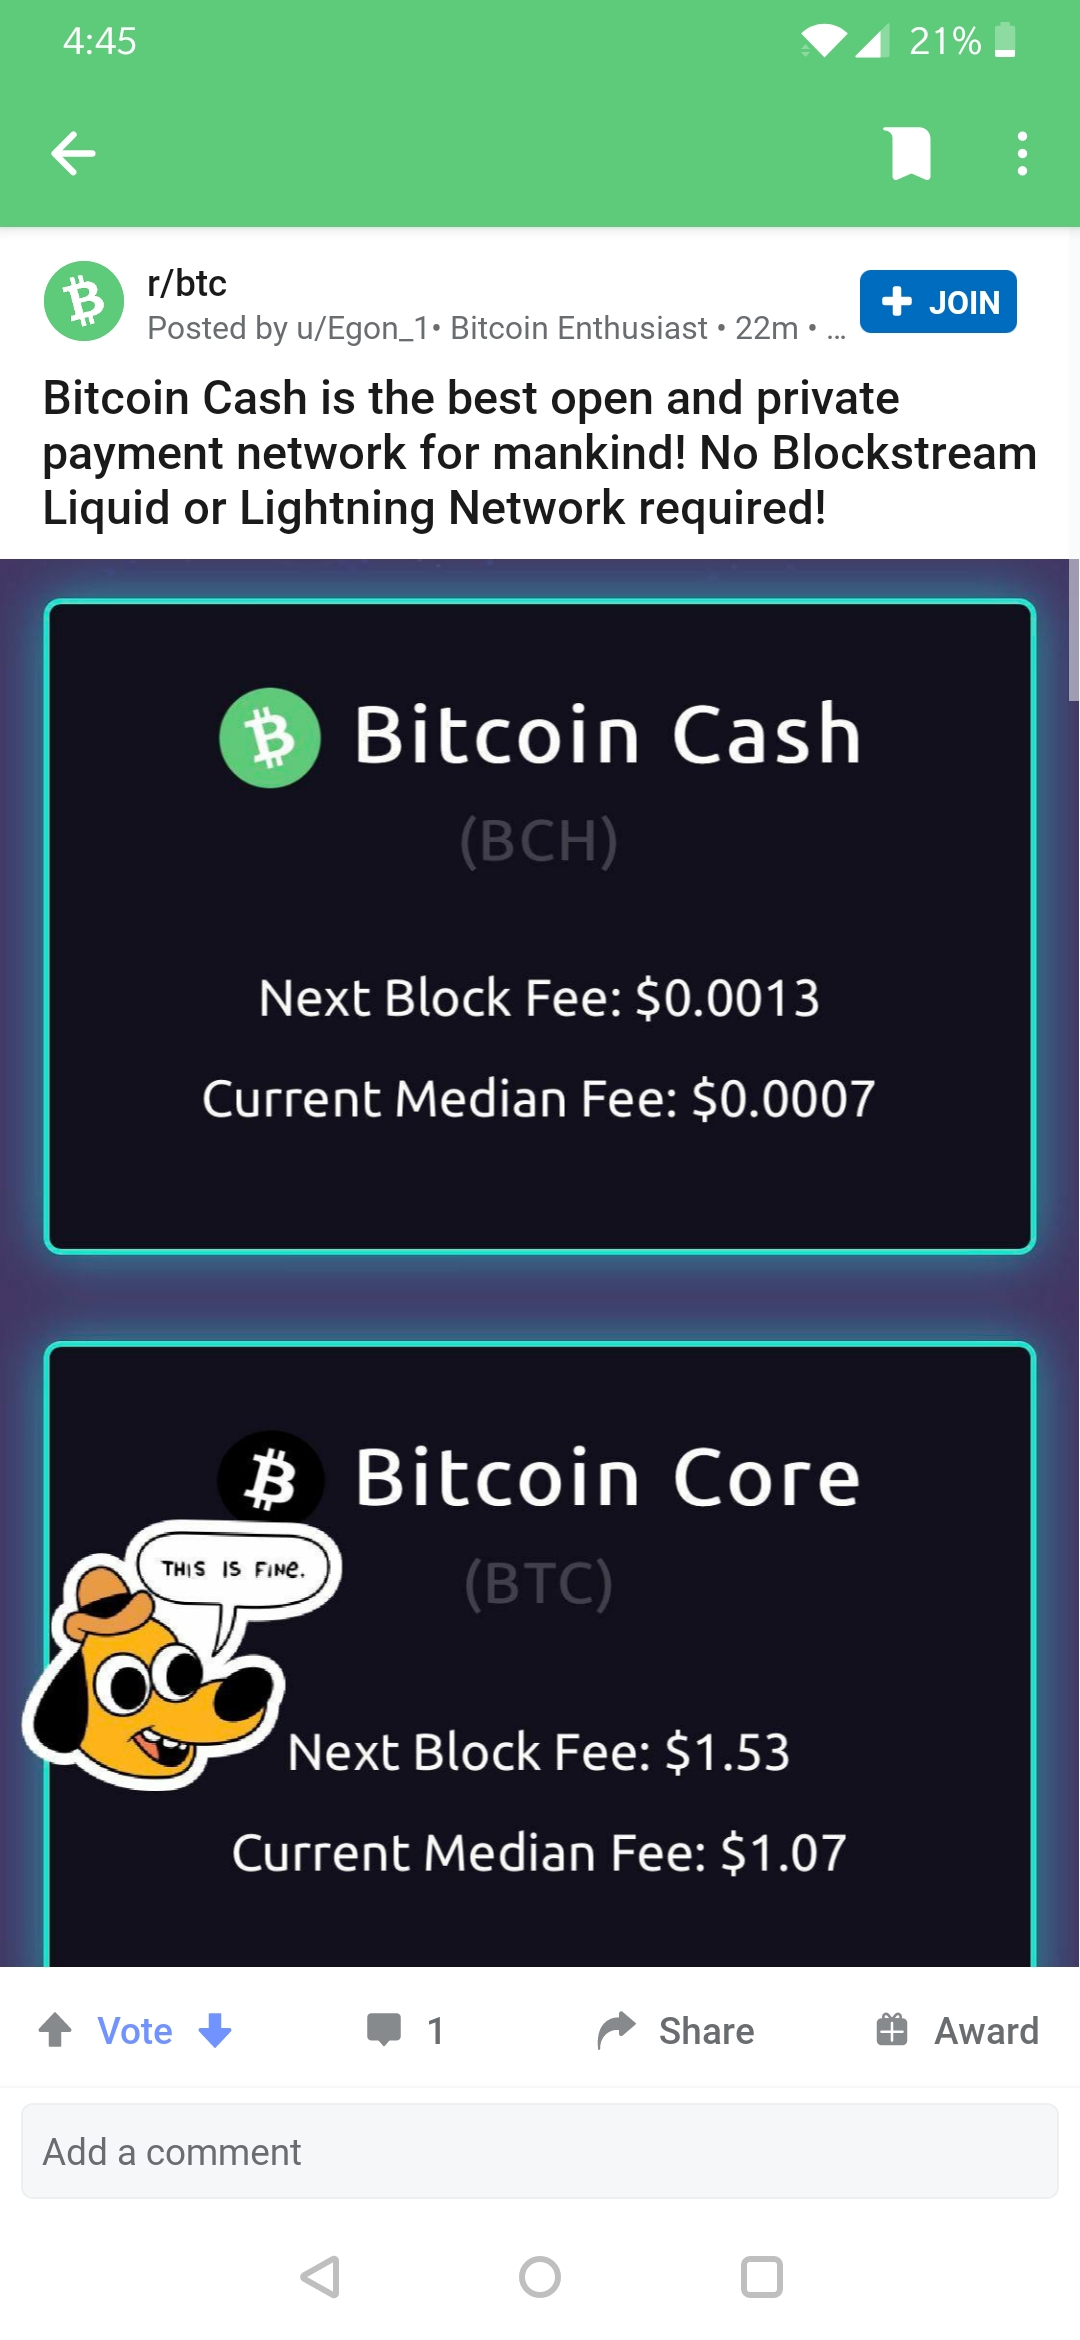 4:45
21%
r/btc
JOIN
Posted by u/Egon_1• Bitcoin Enthusiast • 22m • ...
Bitcoin Cash is the best open and private
payment network for mankind! No Blockstream
Liquid or Lightning Network required!
Bitcoin Cash
(BCH)
Next Block Fee: $0.0013
Current Median Fee: $0.0007
Bitcoin Core
(BTC)
THIS IS FINE.
Next Block Fee: $1.53
Current Median Fee: $1.07
Vote
1
Share
Award
Add a comment